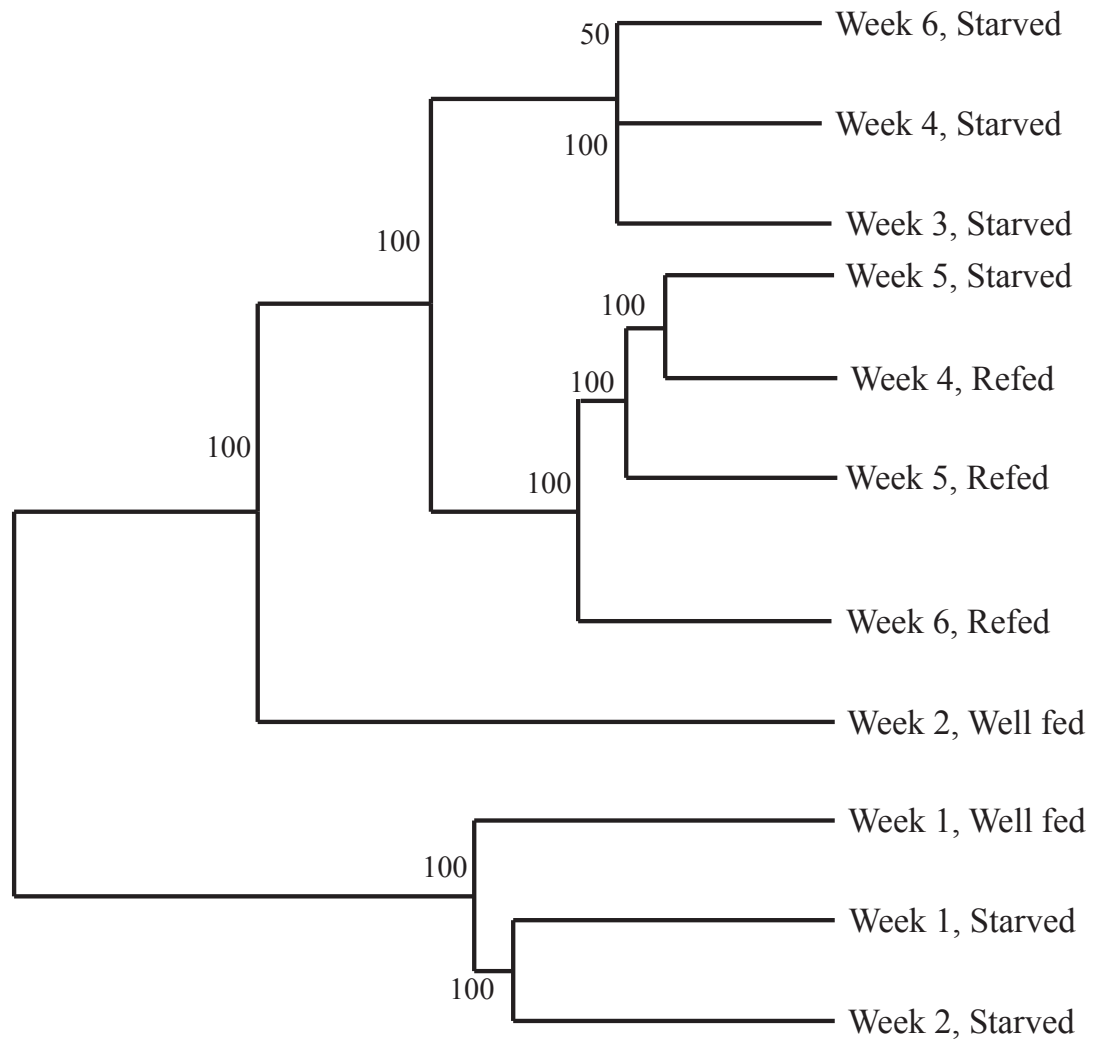 50
Week 6, Starved
Week 4, Starved
100
Week 3, Starved
100
Week 5, Starved
100
Week 4, Refed
100
100
Week 5, Refed
100
Week 6, Refed
Week 2, Well fed
Week 1, Well fed
100
Week 1, Starved
100
Week 2, Starved